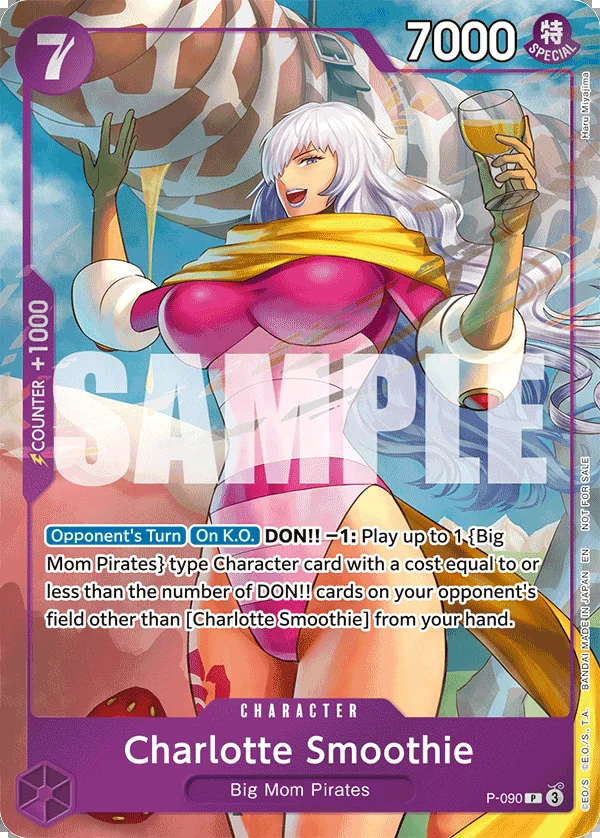 7
7000
特
SPECIAL
Haru Miyajima
COUNTER +1000
SAMPLE
Opponent's Turn On K.O. DON!! −1: Play up to 1 {Big
Mom Pirates} type Character card with a cost equal to or
less than the number of DON!! cards on your opponent's
field other than [Charlotte Smoothie] from your hand.
CHARACTER
Charlotte Smoothie
Big Mom Pirates
P-090 P 3
©EO/S ©E.O./S.,T.A. BANDAI MADE IN JAPAN EN NOT FOR SALE